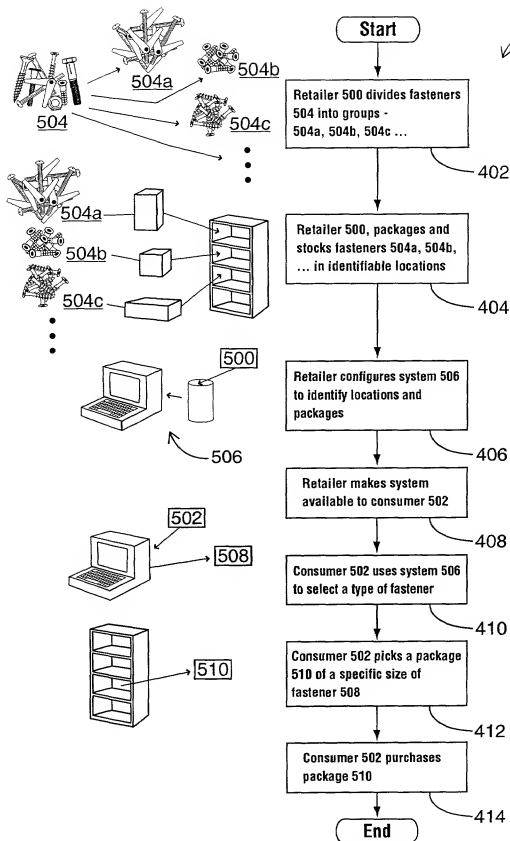 Start
504
504a
504b
504c
Retailer 500 divides fasteners
504 into groups -
504a, 504b, 504c ...
402
504a
504b
504c
Retailer 500, packages and
stocks fasteners 504a, 504b,
... in identifiable locations
404
500
506
Retailer configures system 506
to identify locations and
packages
406
Retailer makes system
available to consumer 502
408
502
508
Consumer 502 uses system 506
to select a type of fastener
410
510
Consumer 502 picks a package
510 of a specific size of
fastener 508
412
Consumer 502 purchases
package 510
414
End